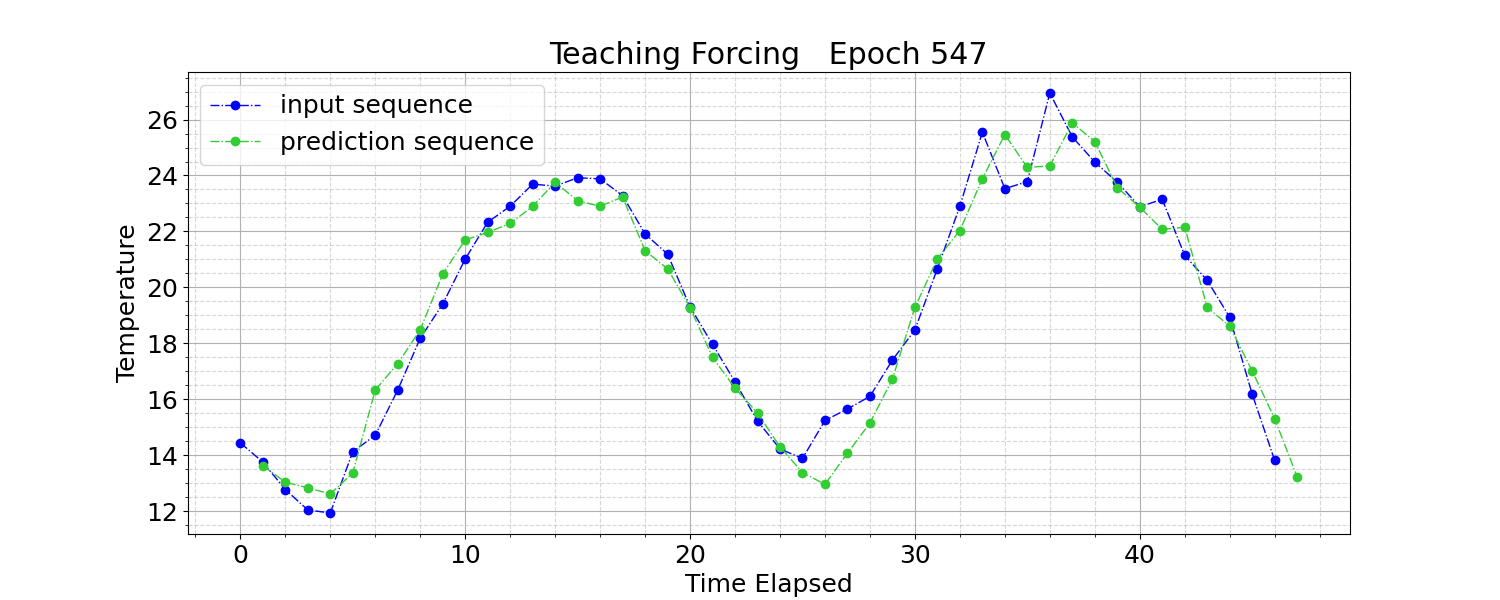 Teaching Forcing   Epoch 547
input sequence
prediction sequence
Temperature
26
24
22
20
18
16
14
12
0 10 20 30 40
Time Elapsed